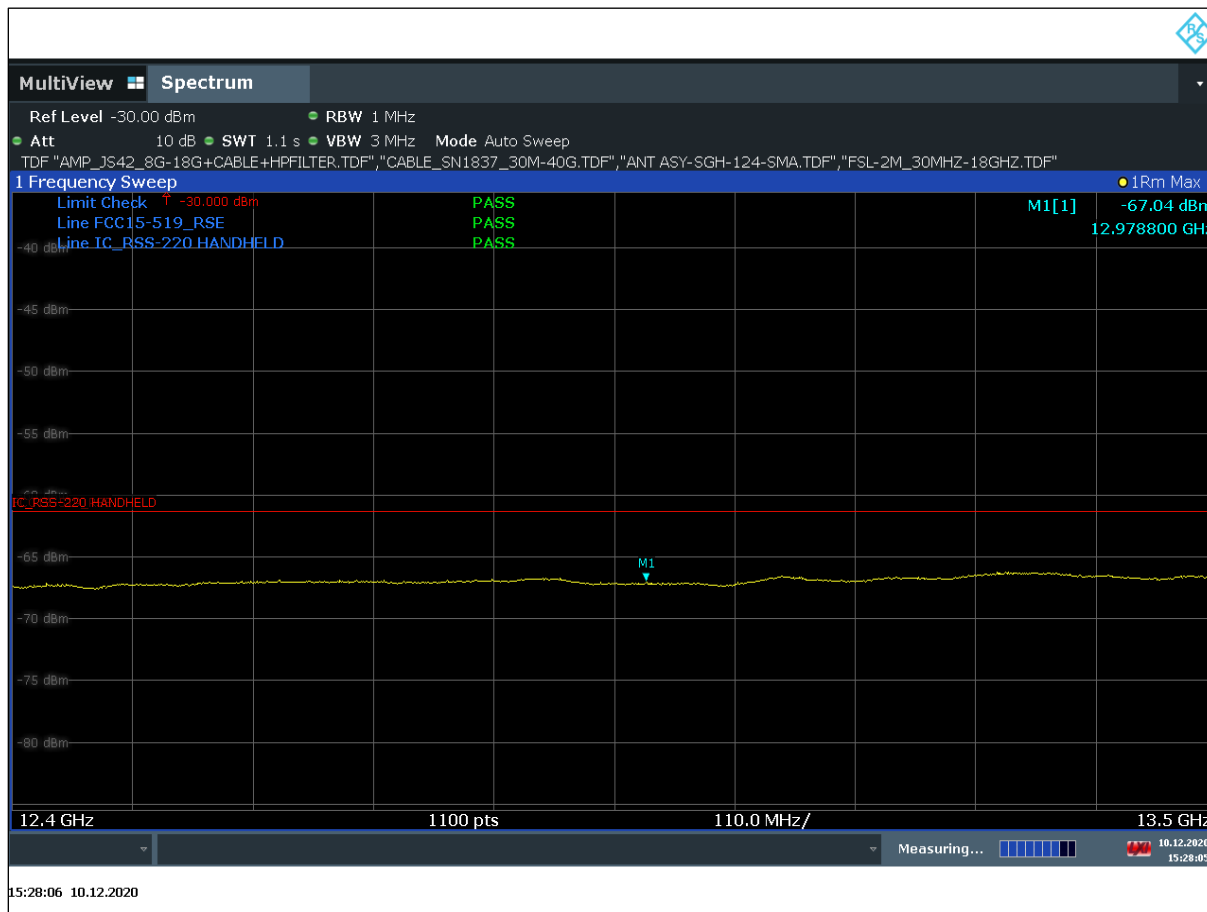 RS
MultiView Spectrum
Ref Level -30.00 dBm RBW 1 MHz
Att 10 dB SWT 1.1 s VBW 3 MHz Mode Auto Sweep
TDF "AMP_JS42_8G-18G+CABLE+HPFILTER.TDF","CABLE_SN1837_30M-40G.TDF","ANT ASY-SGH-124-SMA.TDF","FSL-2M_30MHZ-18GHZ.TDF"
1 Frequency Sweep 1Rm Max
Limit Check -30.000 dBm PASS M1[1] -67.04 dBm
Line FCC15-519_RSE PASS 12.978800 GHz
Line IC_RSS-220 HANDHELD PASS
-40 dBm
-45 dBm
-50 dBm
-55 dBm
-60 dBm
IC_RSS-220 HANDHELD
-65 dBm
M1
-70 dBm
-75 dBm
-80 dBm
12.4 GHz 1100 pts 110.0 MHz/ 13.5 GHz
Measuring... 10.12.2020
15:28:05
15:28:06 10.12.2020